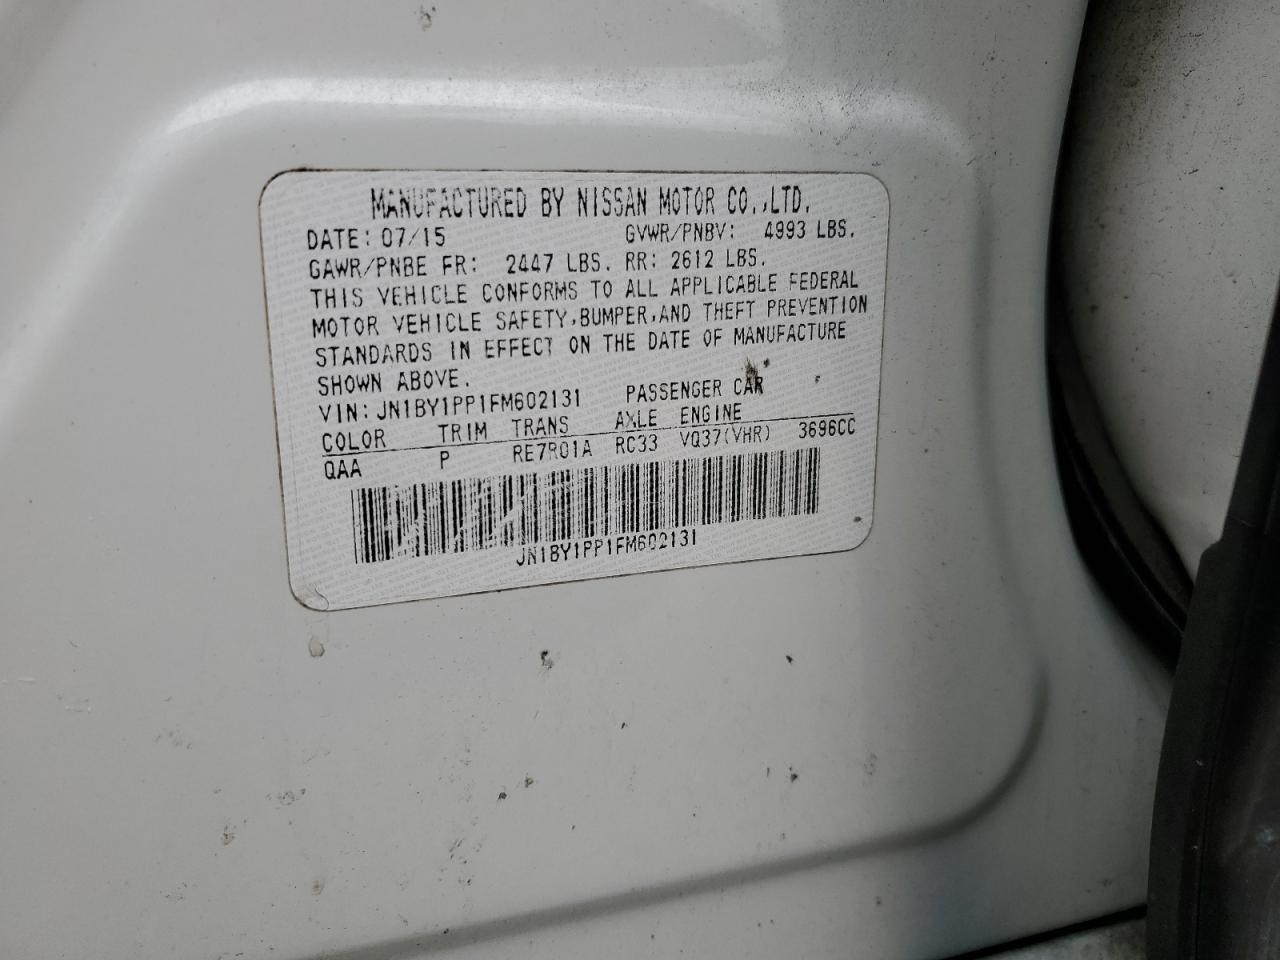 MANUFACTURED BY NISSAN MOTOR CO.,LTD.
DATE: 07/15 GVWR/PNBV: 4993 LBS.
GAWR/PNBE FR: 2447 LBS. RR: 2612 LBS.
THIS VEHICLE CONFORMS TO ALL APPLICABLE FEDERAL
MOTOR VEHICLE SAFETY,BUMPER,AND THEFT PREVENTION
STANDARDS IN EFFECT ON THE DATE OF MANUFACTURE
SHOWN ABOVE.
VIN: JN1BY1PP1FM602131 PASSENGER CAR
COLOR TRIM TRANS AXLE ENGINE
QAA P RE7R01A RC33 VQ37(VHR) 3696CC
JN1BY1PP1FM602131